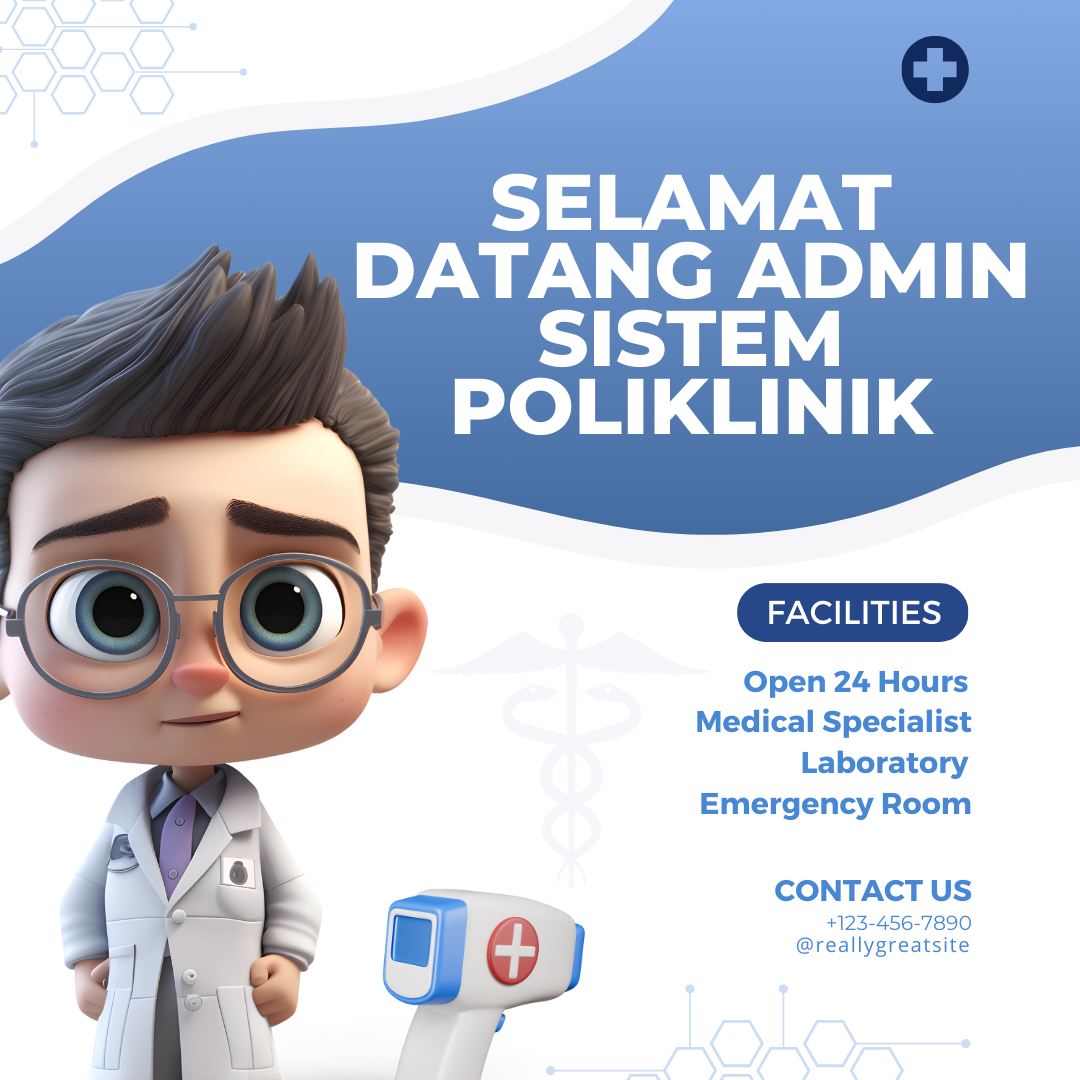 SELAMAT
DATANG ADMIN
SISTEM
POLIKLINIK
FACILITIES
Open 24 Hours
Medical Specialist
Laboratory
Emergency Room
CONTACT US
+123-456-7890
@reallygreatsite